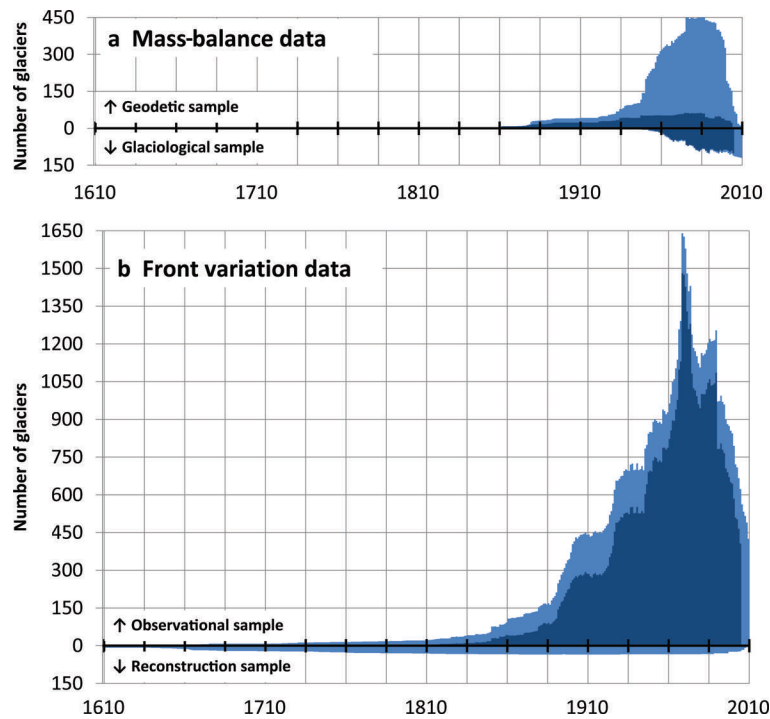 450
a Mass-balance data
300
150
↑ Geodetic sample
0
↓ Glaciological sample
150
Number of glaciers
1610 1710 1810 1910 2010
1650
b Front variation data
1500
1350
1200
1050
900
750
600
450
300
150
↑ Observational sample
0
↓ Reconstruction sample
150
Number of glaciers
1610 1710 1810 1910 2010